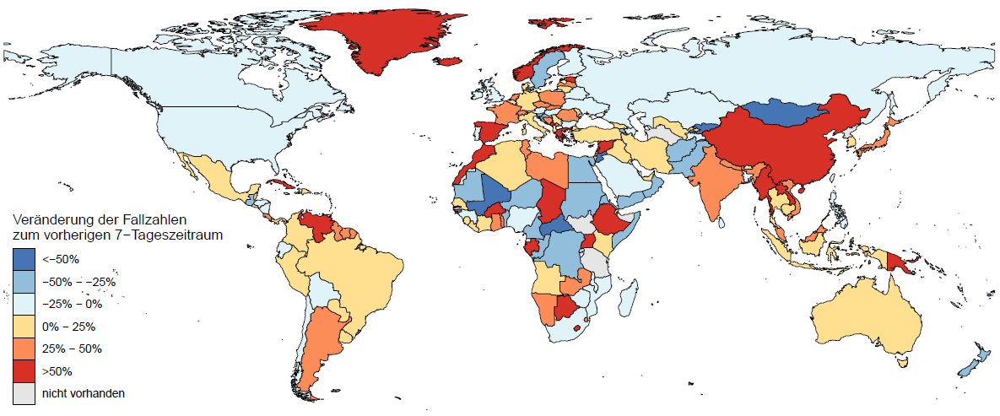 Veränderung der Fallzahlen
zum vorherigen 7−Tageszeitraum
<−50%
−50% − −25%
−25% − 0%
0% − 25%
25% − 50%
>50%
nicht vorhanden